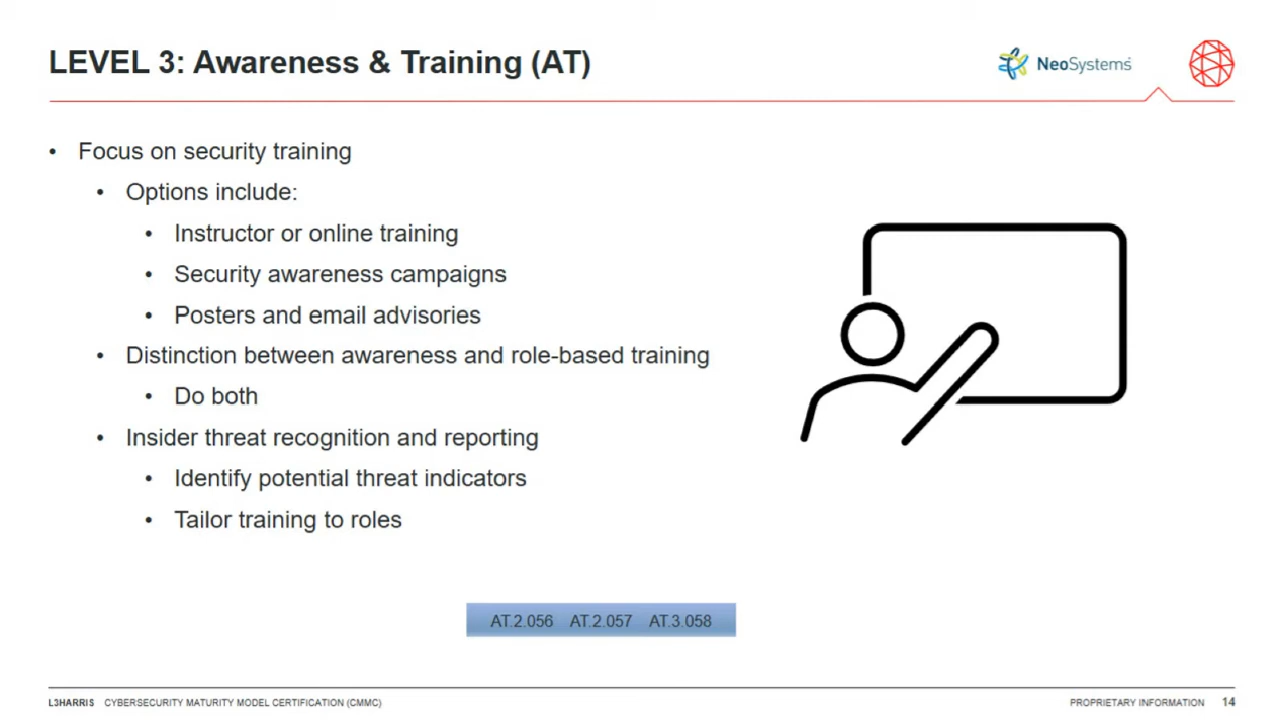 LEVEL 3: Awareness & Training (AT)
NeoSystems
• Focus on security training
• Options include:
• Instructor or online training
• Security awareness campaigns
• Posters and email advisories
• Distinction between awareness and role-based training
• Do both
• Insider threat recognition and reporting
• Identify potential threat indicators
• Tailor training to roles
AT.2.056 AT.2.057 AT.3.058
L3HARRIS CYBERSECURITY MATURITY MODEL CERTIFICATION (CMMC)
PROPRIETARY INFORMATION 14